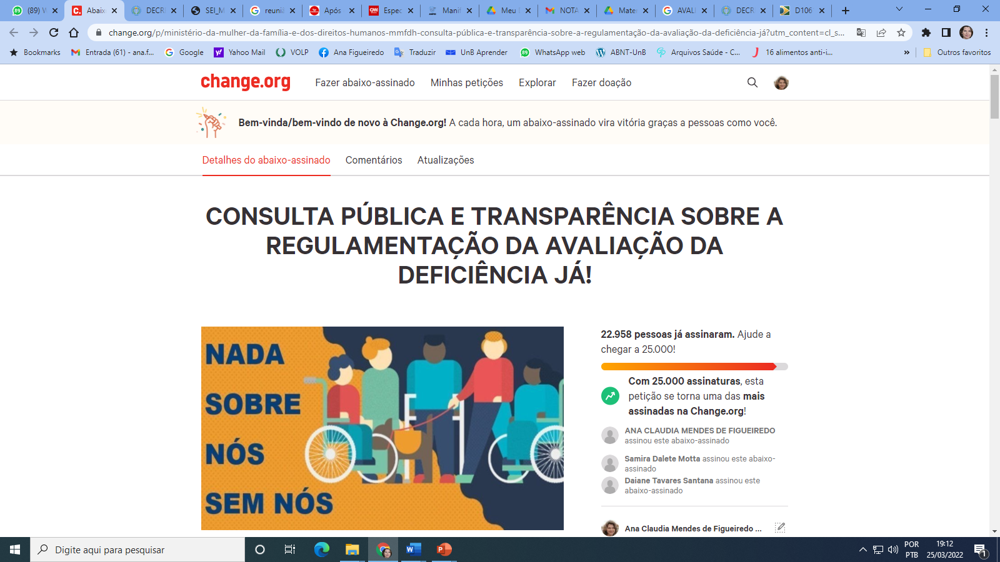 (89) W
Abaix
DECRE
SEI_M
reuniã
Após
Espec
Manif
Meu D
NOTA
Mater
AVALI
DECR
D106
change.org/p/ministério-da-mulher-da-família-e-dos-direitos-humanos-mmfdh-consulta-pública-e-transparência-sobre-a-regulamentação-da-avaliação-da-deficiência-já?utm_content=cl_s...
Bookmarks
Entrada (61) - ana.f...
Google
Yahoo Mail
VOLP
Ana Figueiredo
Traduzir
UnB Aprender
WhatsApp web
ABNT-UnB
Arquivos Saúde - C...
16 alimentos anti-i...
»
Outros favoritos
change.org
Fazer abaixo-assinado
Minhas petições
Explorar
Fazer doação
Bem-vinda/bem-vindo de novo à Change.org! A cada hora, um abaixo-assinado vira vitória graças a pessoas como você.
Detalhes do abaixo-assinado
Comentários
Atualizações
CONSULTA PÚBLICA E TRANSPARÊNCIA SOBRE A
REGULAMENTAÇÃO DA AVALIAÇÃO DA
DEFICIÊNCIA JÁ!
NADA
SOBRE
NÓS
SEM NÓS
22.958 pessoas já assinaram. Ajude a
chegar a 25.000!
Com 25.000 assinaturas, esta
petição se torna uma das mais
assinadas na Change.org!
ANA CLAUDIA MENDES DE FIGUEIREDO
assinou este abaixo-assinado
Samira Dalete Motta assinou este abaixo-
assinado
Daiane Tavares Santana assinou este
abaixo-assinado
Ana Claudia Mendes de Figueiredo ...
Digite aqui para pesquisar
POR
PTB
19:12
25/03/2022
1